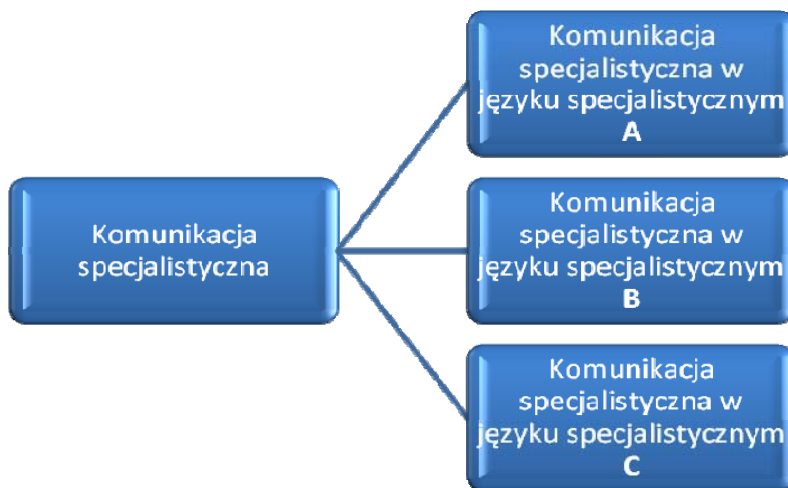 Komunikacja
specjalistyczna w
języku specjalistycznym
A
Komunikacja
specjalistyczna
Komunikacja
specjalistyczna w
języku specjalistycznym
B
Komunikacja
specjalistyczna w
języku specjalistycznym
C